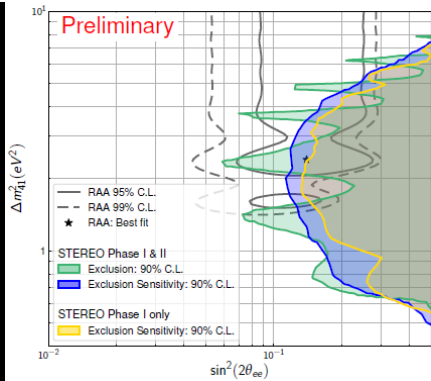 Preliminary
10¹
Δm²₄₁(eV²)
RAA 95% C.L.
RAA 99% C.L.
RAA: Best fit
1
STEREO Phase I & II
Exclusion: 90% C.L.
Exclusion Sensitivity: 90% C.L.
STEREO Phase I only
Exclusion Sensitivity: 90% C.L.
10⁻² 10⁻¹
sin²(2θₑₑ)